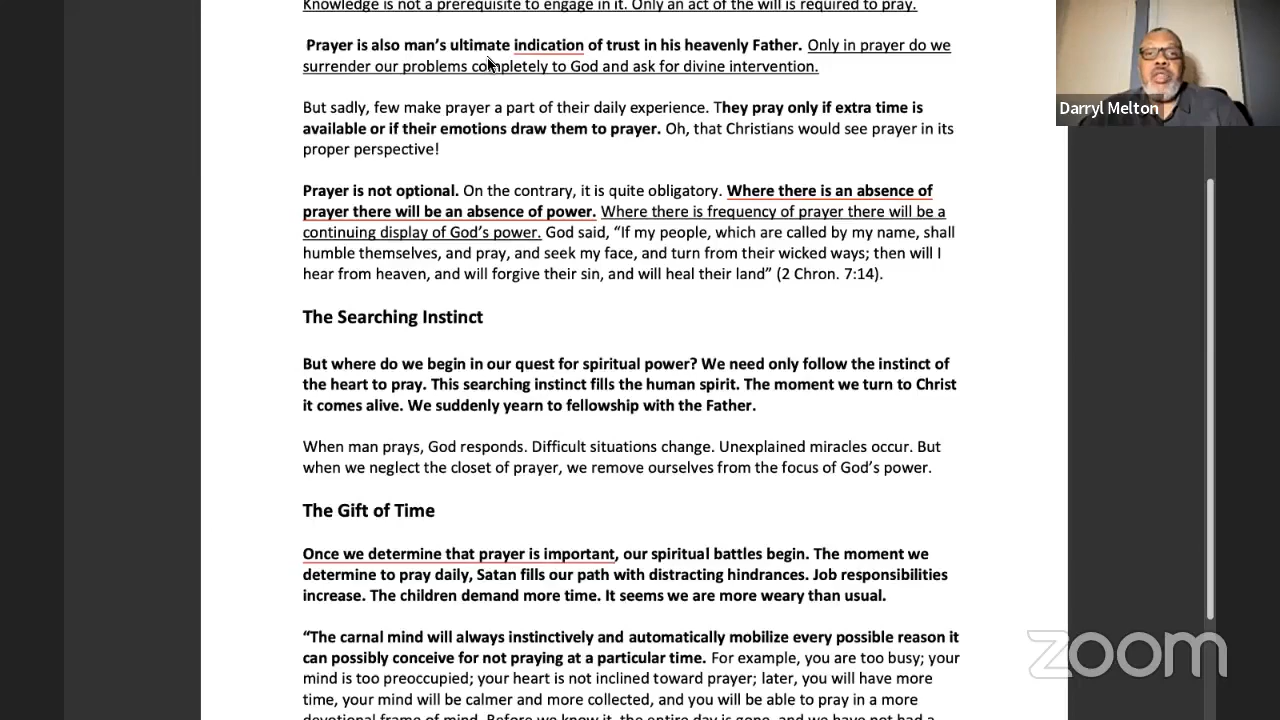 Knowledge is not a prerequisite to engage in it. Only an act of the will is required to pray.
Prayer is also man's ultimate indication of trust in his heavenly Father. Only in prayer do we
surrender our problems completely to God and ask for divine intervention.
But sadly, few make prayer a part of their daily experience. They pray only if extra time is
available or if their emotions draw them to prayer. Oh, that Christians would see prayer in its
proper perspective!
Prayer is not optional. On the contrary, it is quite obligatory. Where there is an absence of
prayer there will be an absence of power. Where there is frequency of prayer there will be a
continuing display of God's power. God said, “If my people, which are called by my name, shall
humble themselves, and pray, and seek my face, and turn from their wicked ways; then will I
hear from heaven, and will forgive their sin, and will heal their land” (2 Chron. 7:14).
The Searching Instinct
But where do we begin in our quest for spiritual power? We need only follow the instinct of
the heart to pray. This searching instinct fills the human spirit. The moment we turn to Christ
it comes alive. We suddenly yearn to fellowship with the Father.
When man prays, God responds. Difficult situations change. Unexplained miracles occur. But
when we neglect the closet of prayer, we remove ourselves from the focus of God's power.
The Gift of Time
Once we determine that prayer is important, our spiritual battles begin. The moment we
determine to pray daily, Satan fills our path with distracting hindrances. Job responsibilities
increase. The children demand more time. It seems we are more weary than usual.
“The carnal mind will always instinctively and automatically mobilize every possible reason it
can possibly conceive for not praying at a particular time. For example, you are too busy; your
mind is too preoccupied; your heart is not inclined toward prayer; later, you will have more
time, your mind will be calmer and more collected, and you will be able to pray in a more
devotional frame of mind. Before we know it, the entire day is gone, and we have not had a
Darryl Melton
zoom